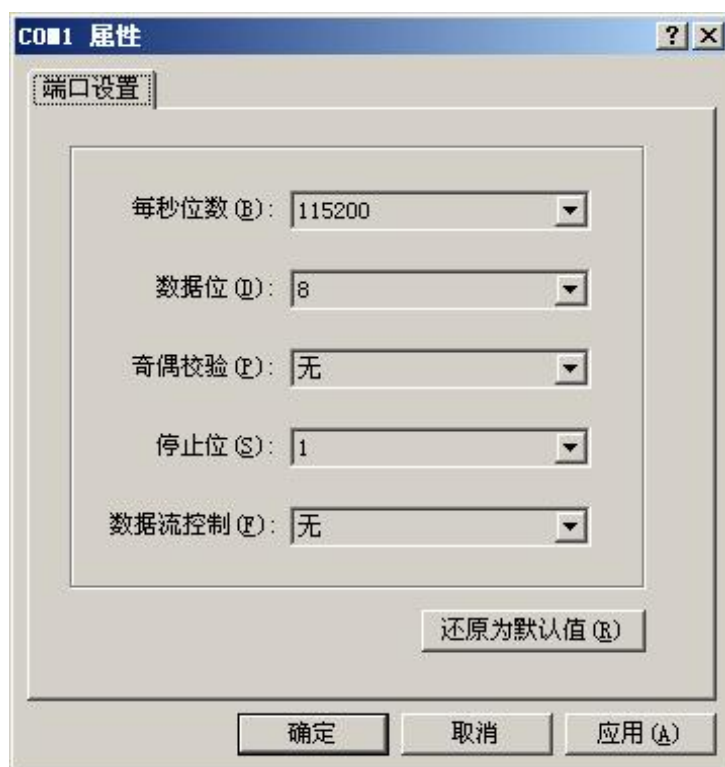 COM1 属性
端口设置
每秒位数(B): 115200
数据位(D): 8
奇偶校验(P): 无
停止位(S): 1
数据流控制(F): 无
还原为默认值(R)
确定 取消 应用(A)